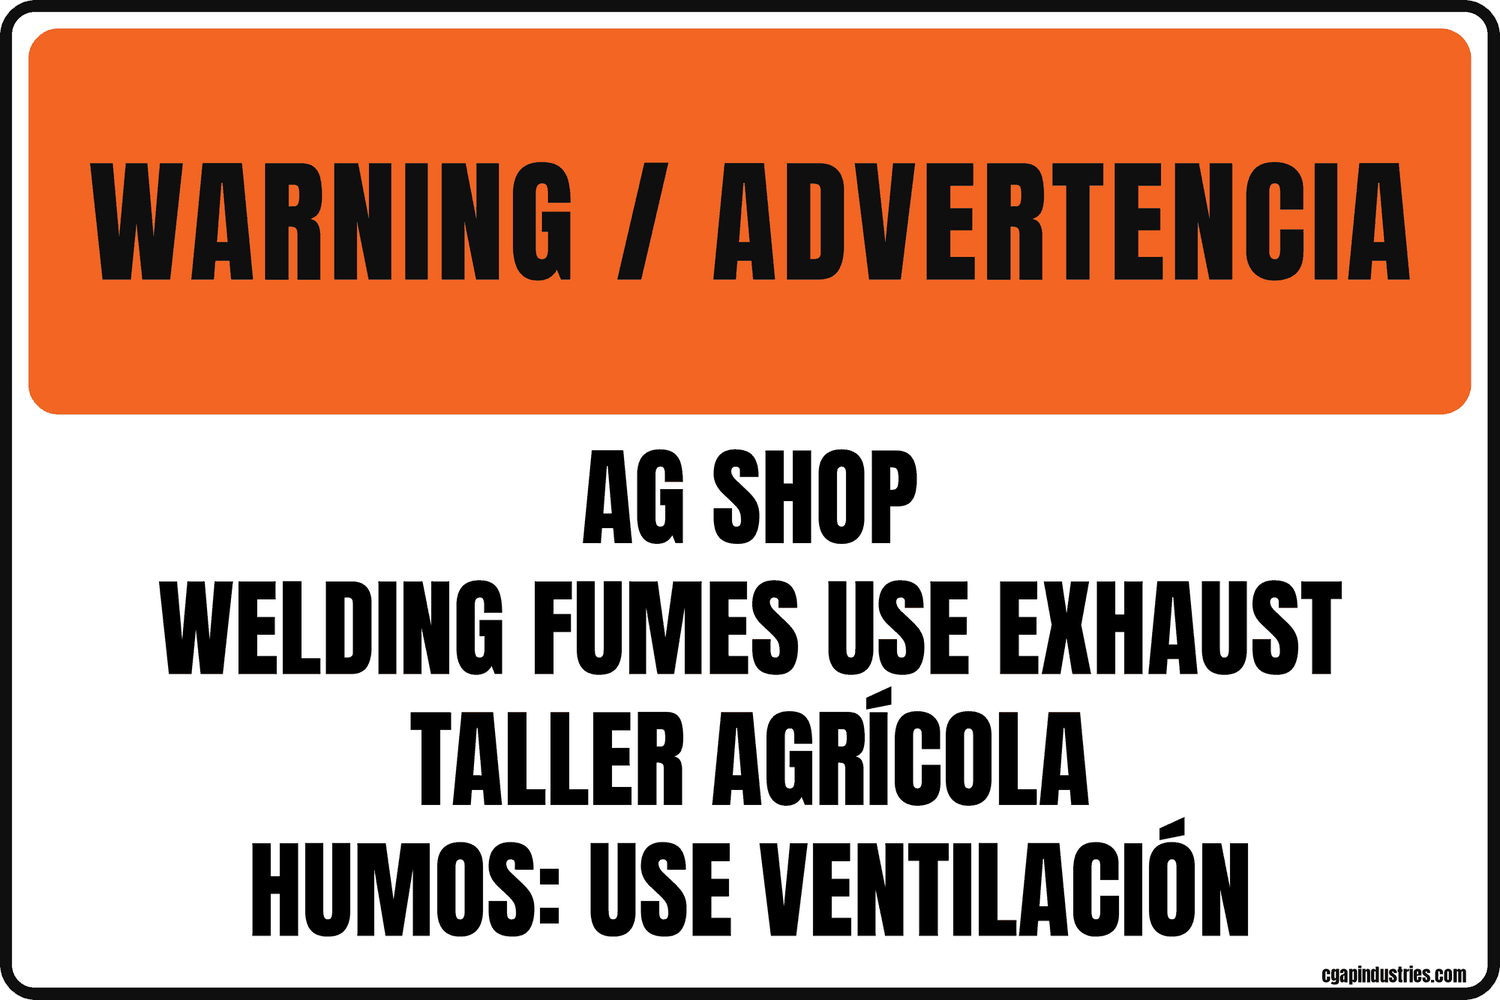 WARNING / ADVERTENCIA
AG SHOP
WELDING FUMES USE EXHAUST
TALLER AGRÍCOLA
HUMOS: USE VENTILACIÓN
cgapindustries.com